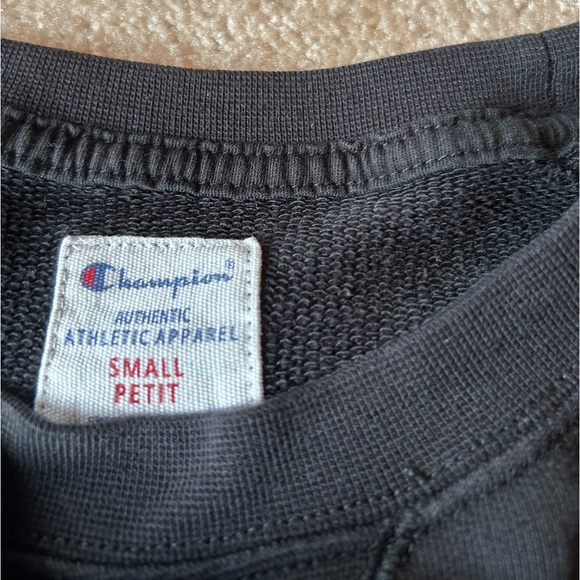 Champion®
AUTHENTIC
ATHLETIC APPAREL
SMALL
PETIT